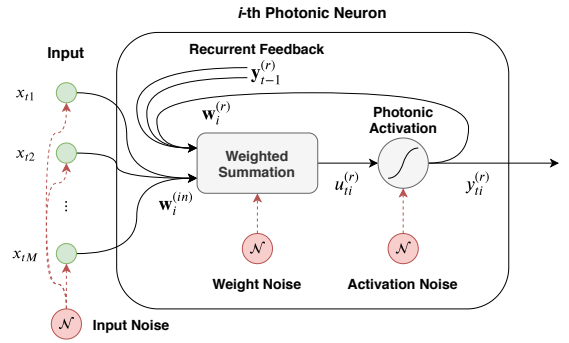 i-th Photonic Neuron
Input
Recurrent Feedback
y_{t-1}^{(r)}
w_i^{(r)}
Photonic
Activation
x_{t1}
x_{t2}
⋮
x_{tM}
Weighted
Summation
w_i^{(in)}
u_{ti}^{(r)}
y_{ti}^{(r)}
𝒩
𝒩
Weight Noise
Activation Noise
𝒩
Input Noise